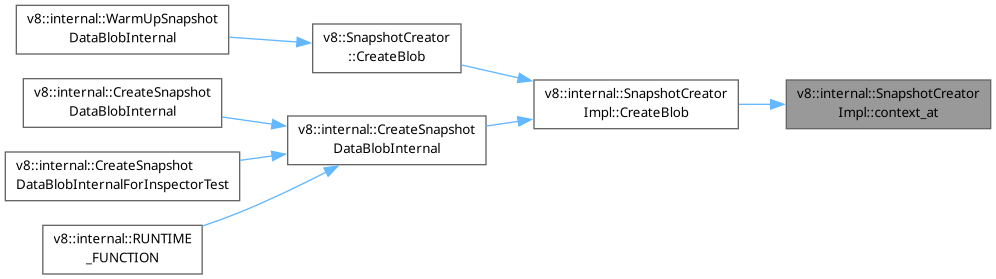 v8::internal::WarmUpSnapshot
DataBlobInternal
v8::SnapshotCreator
::CreateBlob
v8::internal::CreateSnapshot
DataBlobInternal
v8::internal::SnapshotCreator
Impl::CreateBlob
v8::internal::SnapshotCreator
Impl::context_at
v8::internal::CreateSnapshot
DataBlobInternal
v8::internal::CreateSnapshot
DataBlobInternalForInspectorTest
v8::internal::RUNTIME
_FUNCTION